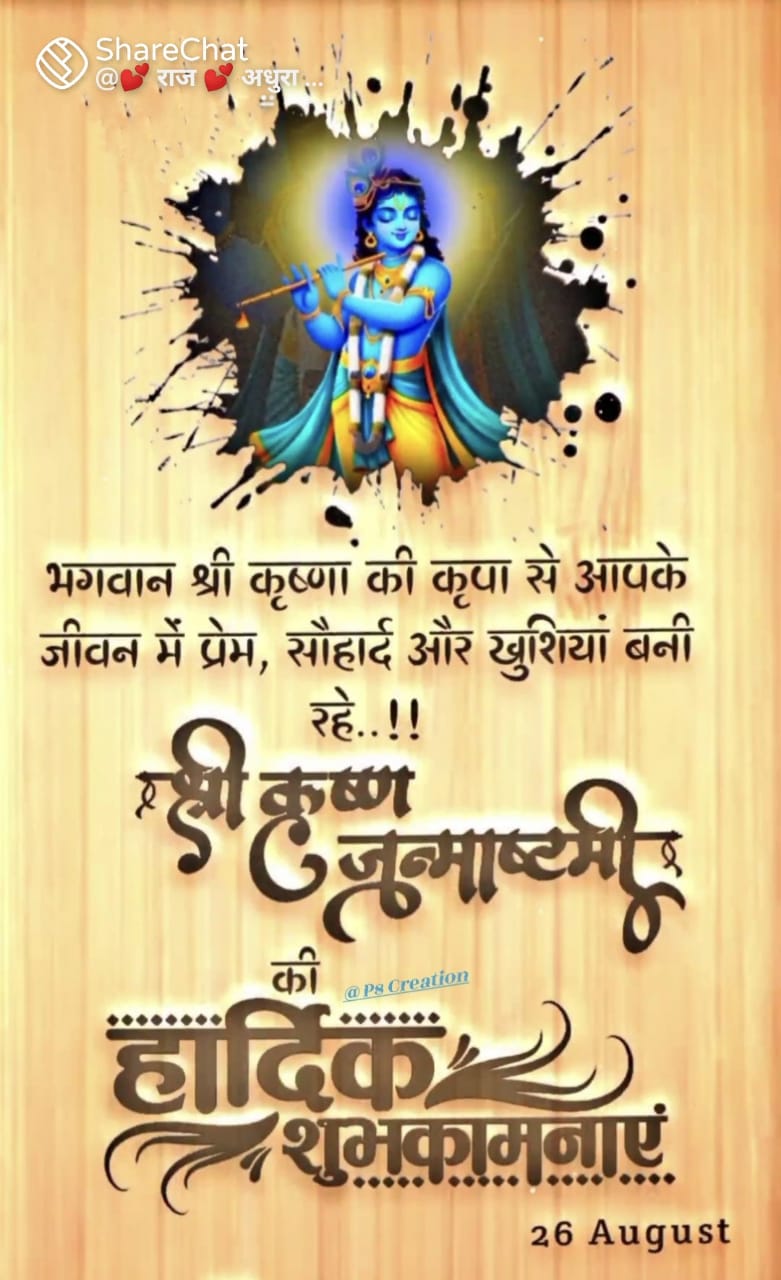 ShareChat
@💕 राज 💕 अधुरा ...
भगवान श्री कृष्णा की कृपा से आपके
जीवन में प्रेम, सौहार्द और खुशियां बनी
रहे..!!
श्री कृष्ण
जन्माष्टमी
की
@ P8 Creation
हार्दिक
शुभकामनाएं
26 August